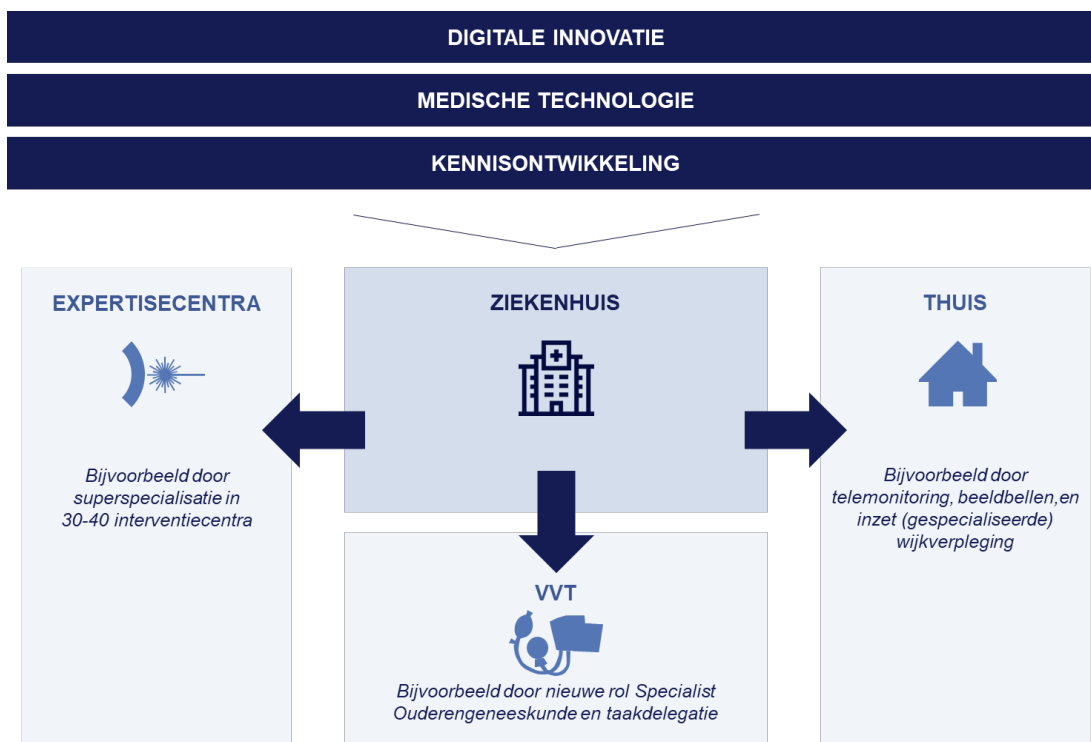 DIGITALE INNOVATIE
MEDISCHE TECHNOLOGIE
KENNISONTWIKKELING
EXPERTISECENTRA
Bijvoorbeeld door
superspecialisatie in
30-40 interventiecentra
ZIEKENHUIS
THUIS
Bijvoorbeeld door
telemonitoring, beeldbellen,en
inzet (gespecialiseerde)
wijkverpleging
VVT
Bijvoorbeeld door nieuwe rol Specialist
Ouderengeneeskunde en taakdelegatie